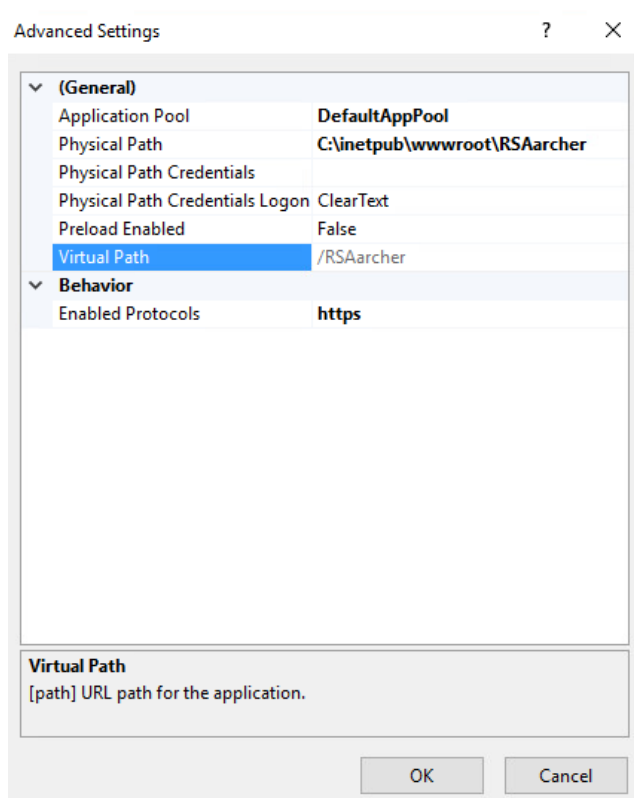 Advanced Settings ?
(General)
Application Pool DefaultAppPool
Physical Path C:\inetpub\wwwroot\RSAarcher
Physical Path Credentials
Physical Path Credentials Logon ClearText
Preload Enabled False
Virtual Path /RSAarcher
Behavior
Enabled Protocols https
Virtual Path
[path] URL path for the application.
OK Cancel